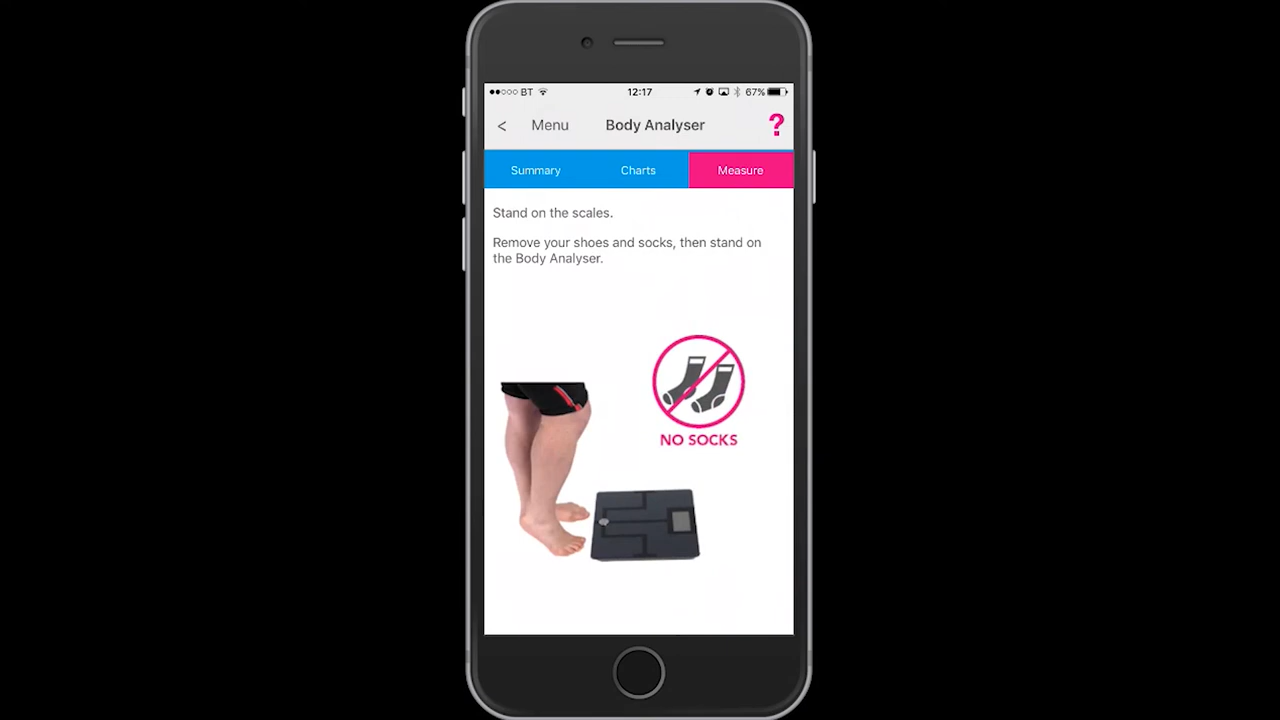 BT 12:17 67%
< Menu Body Analyser ?
Summary Charts Measure
Stand on the scales.
Remove your shoes and socks, then stand on
the Body Analyser.
NO SOCKS